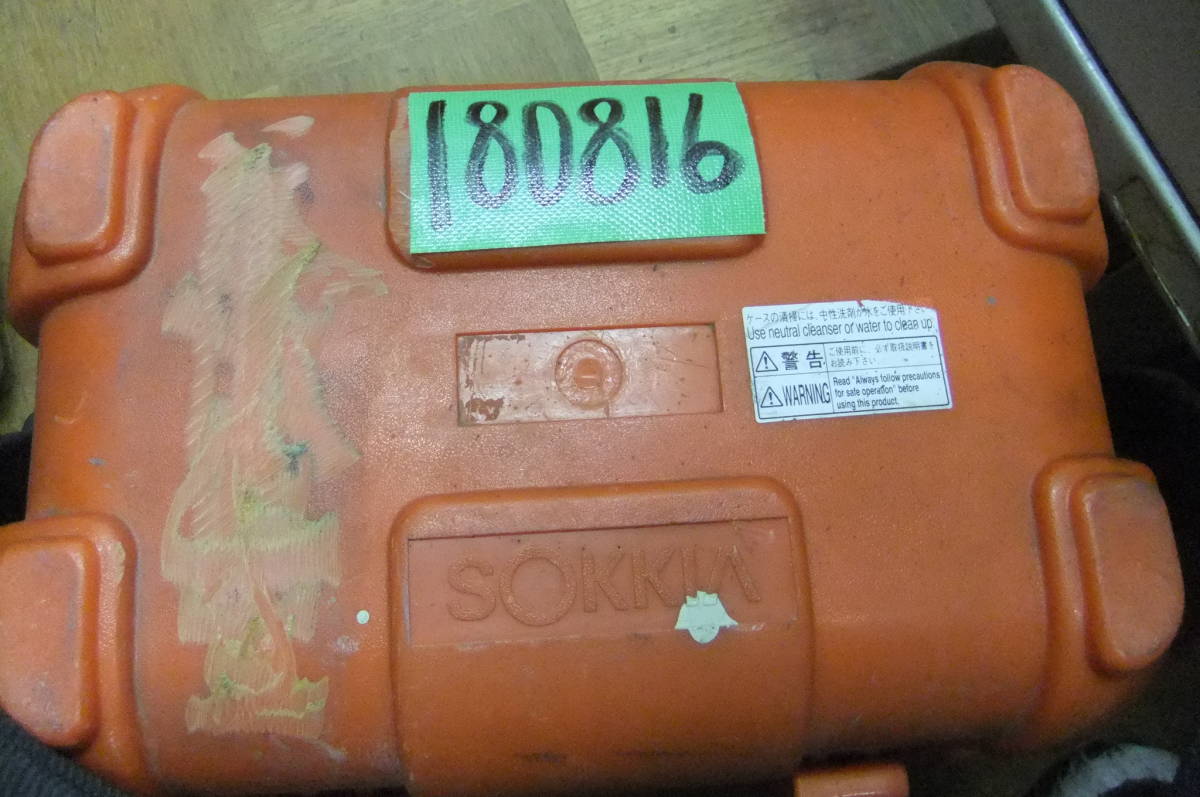 180816
ケースの清掃には、中性洗剤か水をご使用下さい
Use neutral cleanser or water to clean up.
警告
ご使用前に、必ず取扱説明書を
お読み下さい
WARNING
Read "Always follow precautions
for safe operation" before
using this product.
SOKKIA